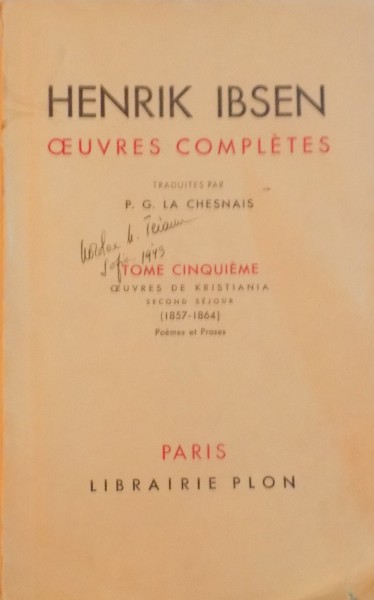 HENRIK IBSEN
ŒUVRES COMPLÈTES
TRADUITES PAR
P. G. LA CHESNAIS
1943
TOME CINQUIÈME
ŒUVRES DE KRISTIANIA
SECOND SÉJOUR
(1857-1864)
Poèmes et Proses
PARIS
LIBRAIRIE PLON